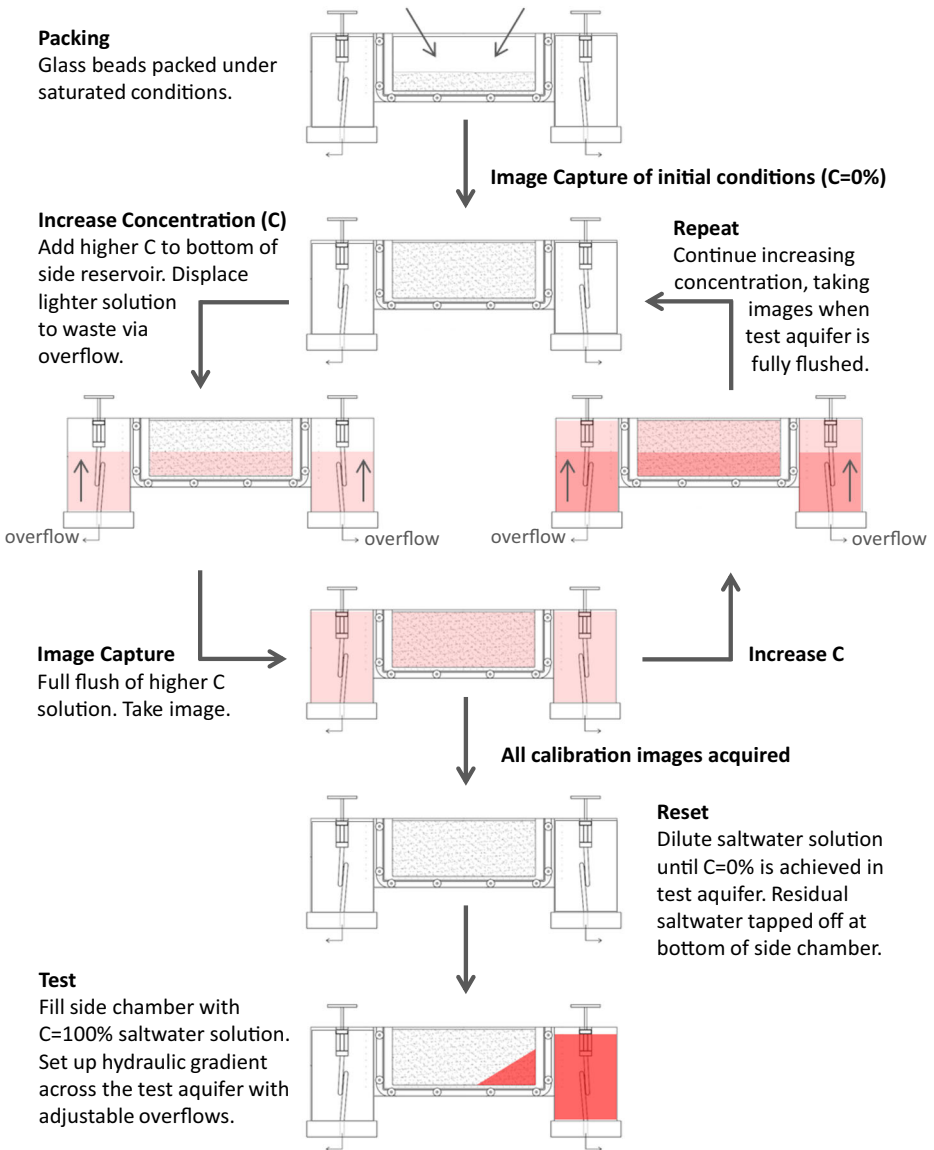 Packing
Glass beads packed under
saturated conditions.
Image Capture of initial conditions (C=0%)
Increase Concentration (C)
Add higher C to bottom of
side reservoir. Displace
lighter solution
to waste via
overflow.
Repeat
Continue increasing
concentration, taking
images when
test aquifer is
fully flushed.
overflow
overflow
overflow
overflow
Image Capture
Full flush of higher C
solution. Take image.
Increase C
All calibration images acquired
Reset
Dilute saltwater solution
until C=0% is achieved in
test aquifer. Residual
saltwater tapped off at
bottom of side chamber.
Test
Fill side chamber with
C=100% saltwater solution.
Set up hydraulic gradient
across the test aquifer with
adjustable overflows.